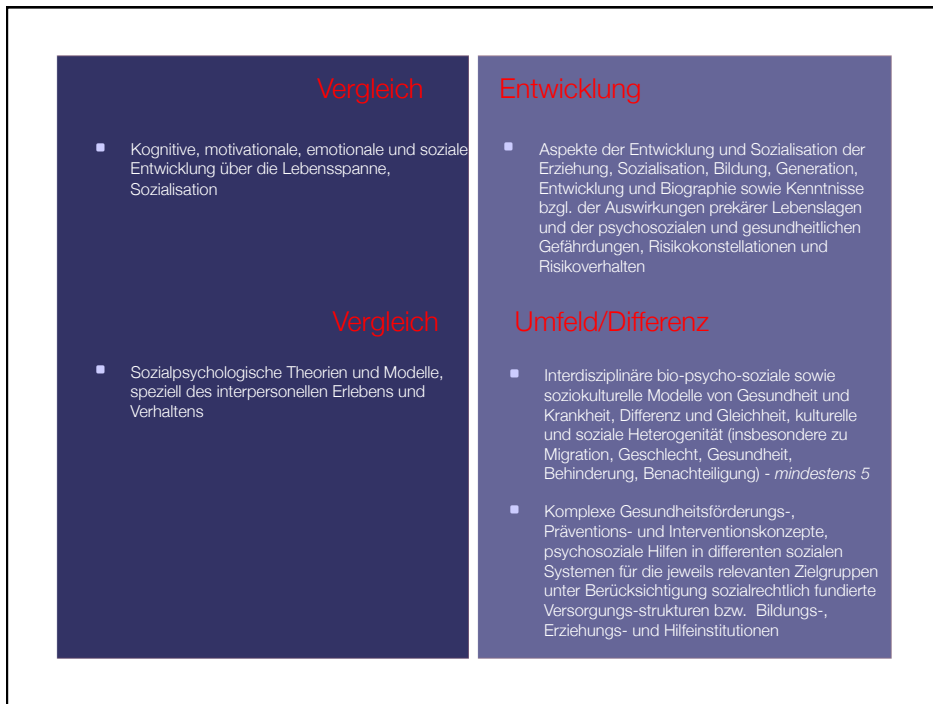 Vergleich
Kognitive, motivationale, emotionale und soziale
Entwicklung über die Lebensspanne,
Sozialisation
Entwicklung
Aspekte der Entwicklung und Sozialisation der
Erziehung, Sozialisation, Bildung, Generation,
Entwicklung und Biographie sowie Kenntnisse
bzgl. der Auswirkungen prekärer Lebenslagen
und der psychosozialen und gesundheitlichen
Gefährdungen, Risikokonstellationen und
Risikoverhalten
Vergleich
Sozialpsychologische Theorien und Modelle,
speziell des interpersonellen Erlebens und
Verhaltens
Umfeld/Differenz
Interdisziplinäre bio-psycho-soziale sowie
soziokulturelle Modelle von Gesundheit und
Krankheit, Differenz und Gleichheit, kulturelle
und soziale Heterogenität (insbesondere zu
Migration, Geschlecht, Gesundheit,
Behinderung, Benachteiligung) - mindestens 5
Komplexe Gesundheitsförderungs-,
Präventions- und Interventionskonzepte,
psychosoziale Hilfen in differenten sozialen
Systemen für die jeweils relevanten Zielgruppen
unter Berücksichtigung sozialrechtlich fundierte
Versorgungs-strukturen bzw. Bildungs-,
Erziehungs- und Hilfeinstitutionen